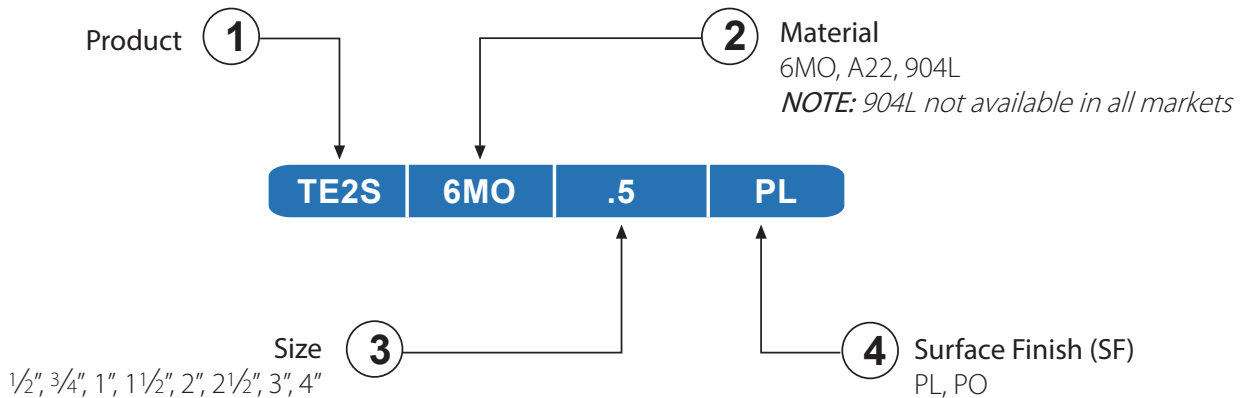 Product 1
2 Material
6MO, A22, 904L
NOTE: 904L not available in all markets
TE2S 6MO .5 PL
Size 3
½”, ¾”, 1”, 1½”, 2”, 2½”, 3”, 4”
4 Surface Finish (SF)
PL, PO